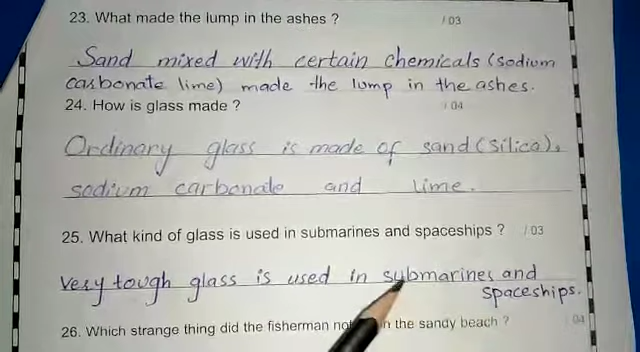 23. What made the lump in the ashes ? / 03
Sand mixed with certain chemicals (sodium
carbonate lime) made the lump in the ashes.
24. How is glass made ? / 04
Ordinary glass is made of sand (silica),
sodium carbonate and lime.
25. What kind of glass is used in submarines and spaceships ? / 03
Very tough glass is used in submarines and
spaceships.
26. Which strange thing did the fisherman in the sandy beach ? / 04